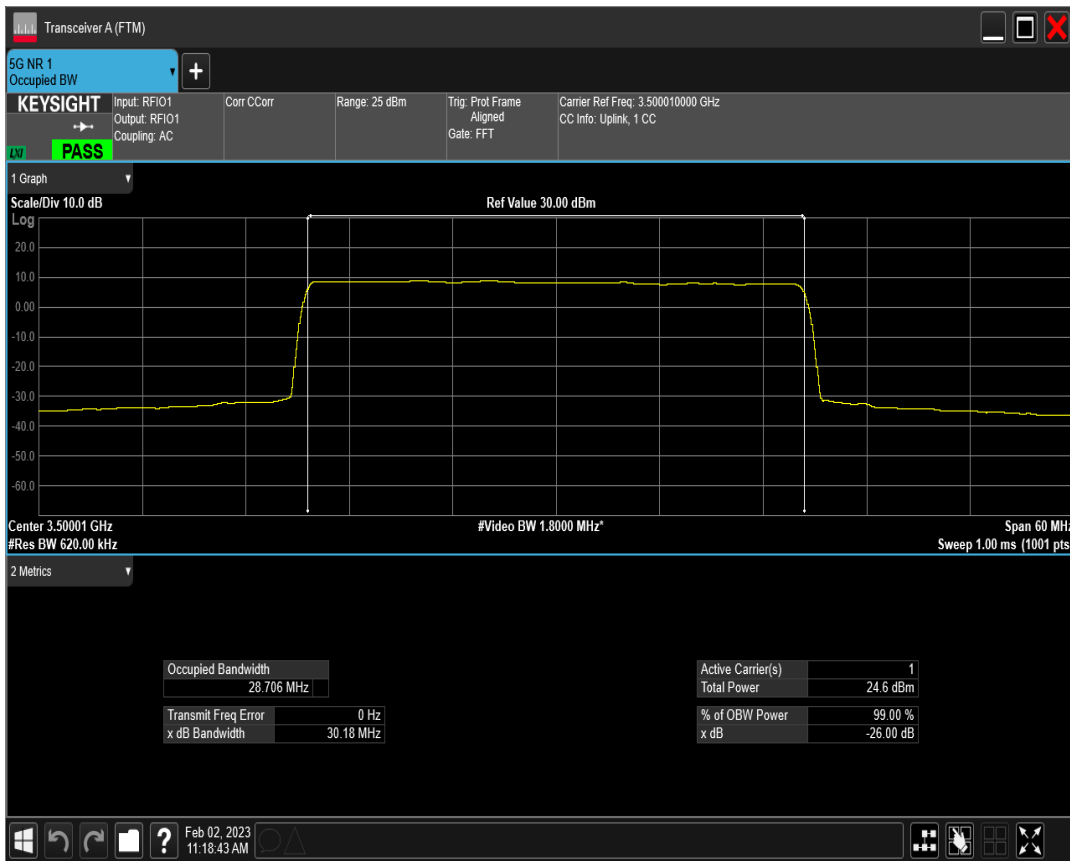 Transceiver A (FTM)
5G NR 1
Occupied BW
+
KEYSIGHT
LXI
PASS
Input: RFIO1
Output: RFIO1
Coupling: AC
Corr CCorr
Range: 25 dBm
Trig: Prot Frame
Aligned
Gate: FFT
Carrier Ref Freq: 3.500010000 GHz
CC Info: Uplink, 1 CC
1 Graph
Scale/Div 10.0 dB
Ref Value 30.00 dBm
Log
20.0
10.0
0.00
-10.0
-20.0
-30.0
-40.0
-50.0
-60.0
Center 3.50001 GHz
#Video BW 1.8000 MHz*
Span 60 MHz
#Res BW 620.00 kHz
Sweep 1.00 ms (1001 pts
2 Metrics
Occupied Bandwidth
28.706 MHz
Transmit Freq Error 0 Hz
x dB Bandwidth 30.18 MHz
Active Carrier(s) 1
Total Power 24.6 dBm
% of OBW Power 99.00 %
x dB -26.00 dB
?
Feb 02, 2023
11:18:43 AM